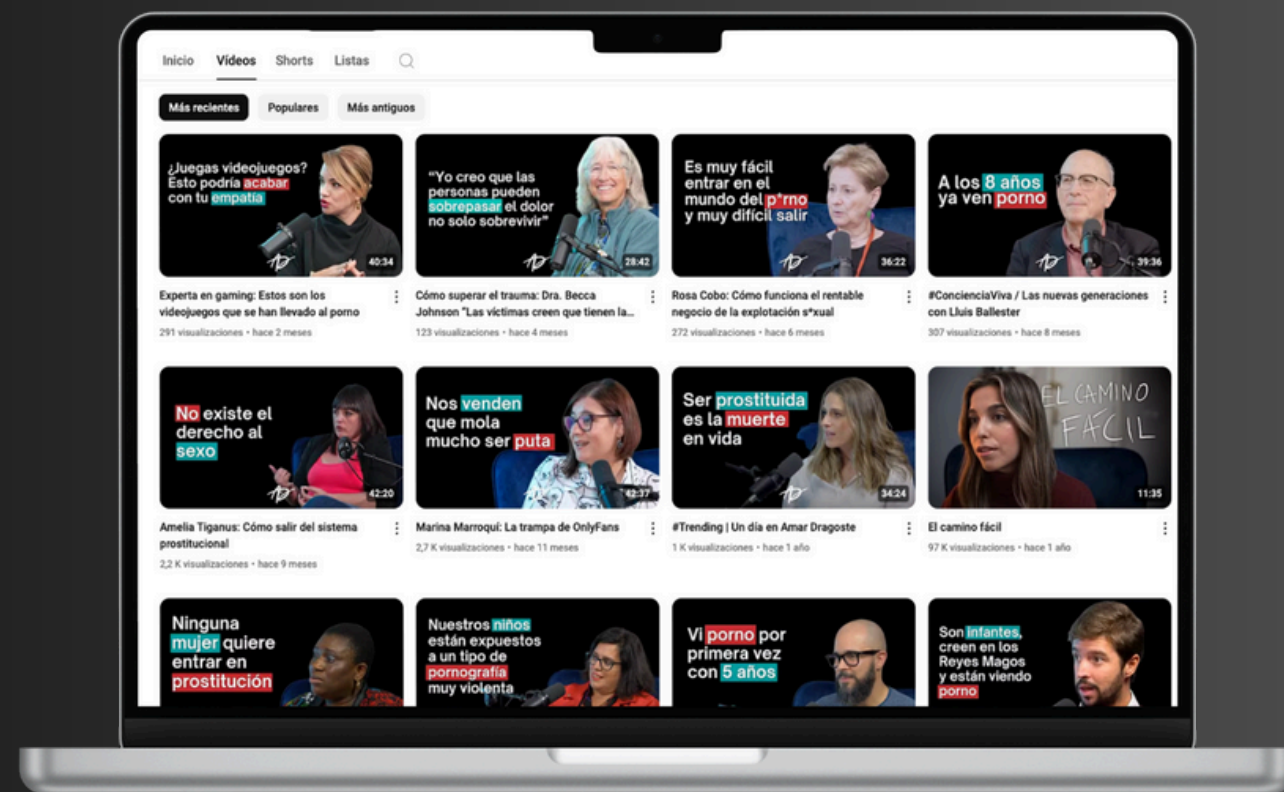 Inicio Vídeos Shorts Listas
Más recientes Populares Más antiguos
¿Juegas videojuegos?
Esto podría acabar
con tu empatía
40:34
Experta en gaming: Estos son los
videojuegos que se han llevado al porno
291 visualizaciones • hace 2 meses
“Yo creo que las
personas pueden
sobrepasar el dolor
no solo sobrevivir”
28:42
Cómo superar el trauma: Dra. Becca
Johnson “Las víctimas creen que tienen la...
123 visualizaciones • hace 4 meses
Es muy fácil
entrar en el
mundo del p*rno
y muy difícil salir
36:22
Rosa Cobo: Cómo funciona el rentable
negocio de la explotación s*xual
272 visualizaciones • hace 6 meses
A los 8 años
ya ven porno
39:36
#ConcienciaViva / Las nuevas generaciones
con Lluis Ballester
307 visualizaciones • hace 8 meses
No existe el
derecho al
sexo
42:20
Amelia Tiganus: Cómo salir del sistema
prostitucional
2,2 K visualizaciones • hace 9 meses
Nos venden
que mola
mucho ser puta
42:37
Marina Marroquí: La trampa de OnlyFans
2,7 K visualizaciones • hace 11 meses
Ser prostituida
es la muerte
en vida
34:24
#Trending | Un día en Amar Dragoste
1 K visualizaciones • hace 1 año
EL CAMINO
FÁCIL
11:35
El camino fácil
97 K visualizaciones • hace 1 año
Ninguna
mujer quiere
entrar en
prostitución
Nuestros niños
están expuestos
a un tipo de
pornografía
muy violenta
Vi porno por
primera vez
con 5 años
Son infantes,
creen en los
Reyes Magos
y están viendo
porno